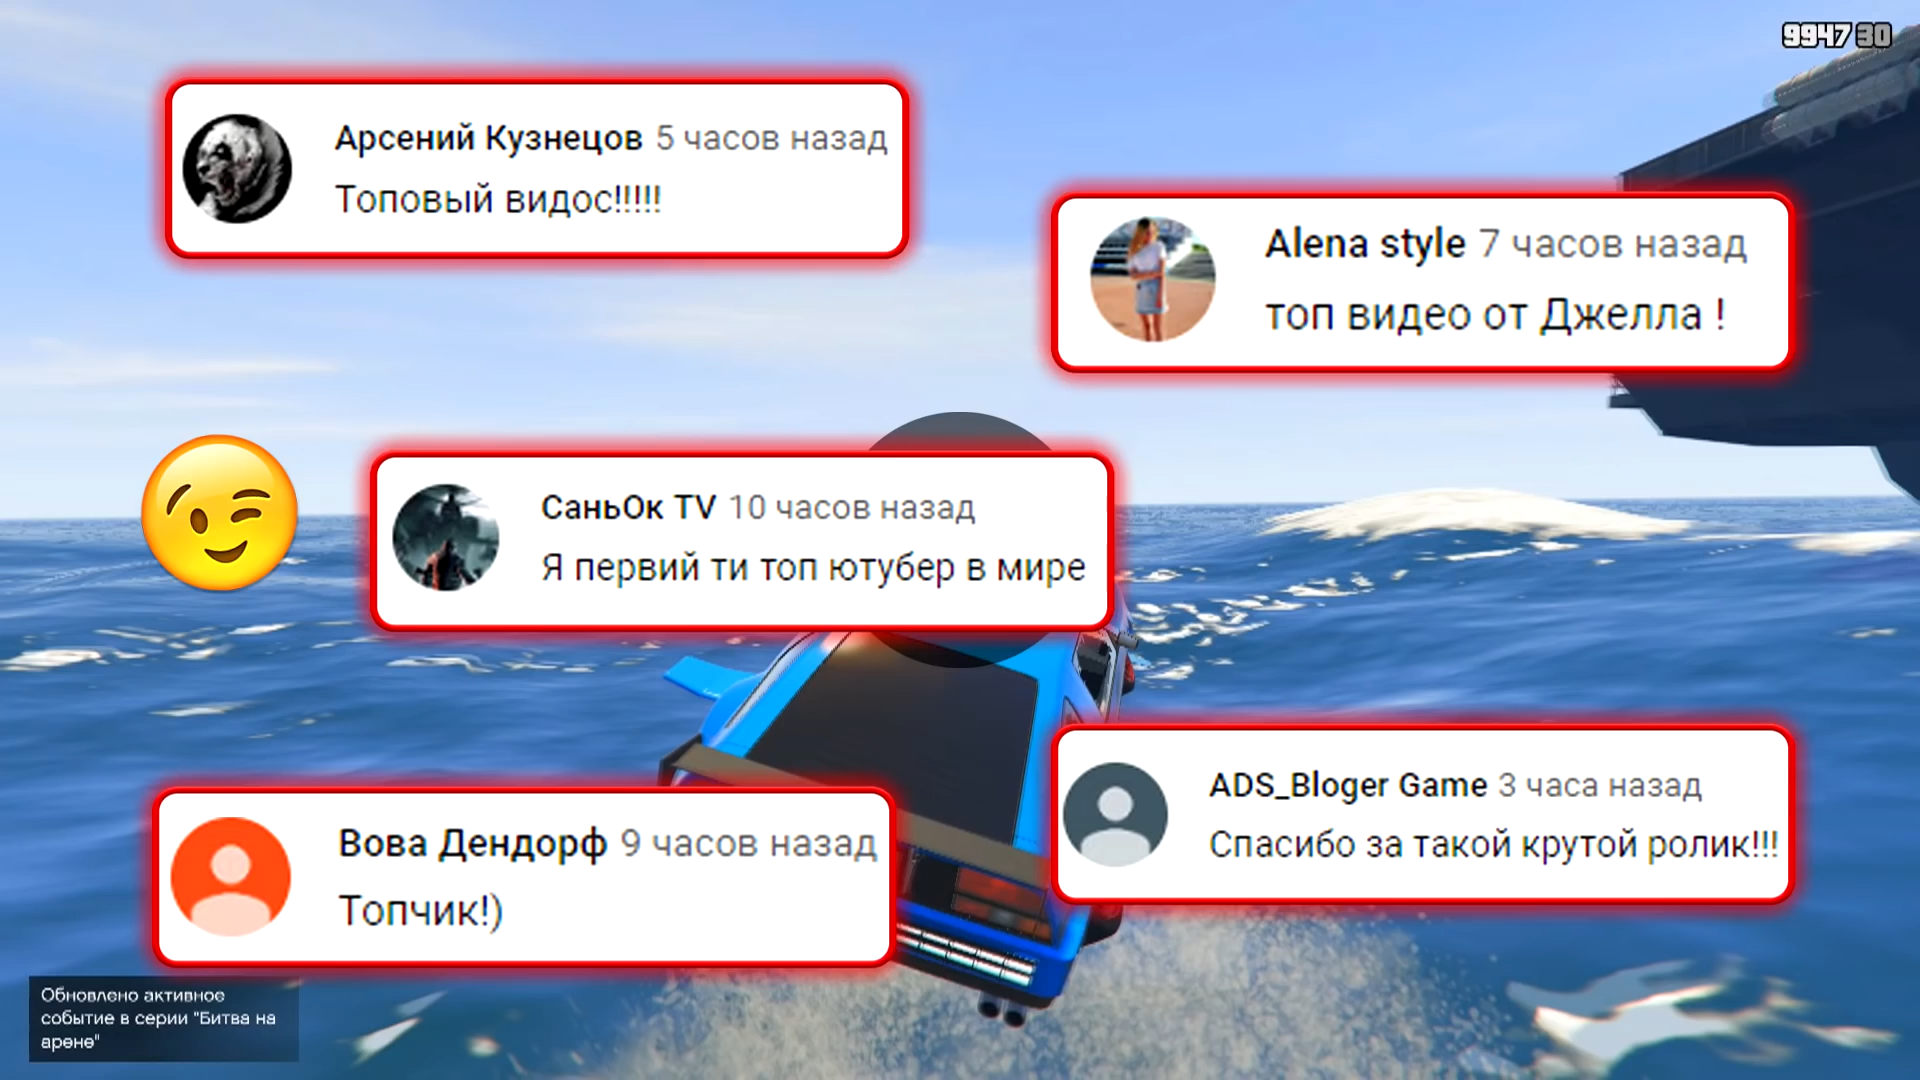 9947 30
Арсений Кузнецов 5 часов назад
Топовый видос!!!!!
Alena style 7 часов назад
топ видео от Джелла !
СаньОк TV 10 часов назад
Я первий ти топ ютубер в мире
ADS_Bloger Game 3 часа назад
Спасибо за такой крутой ролик!!!
Вова Дендорф 9 часов назад
Топчик!)
Обновлено активное
событие в серии "Битва на
арене"